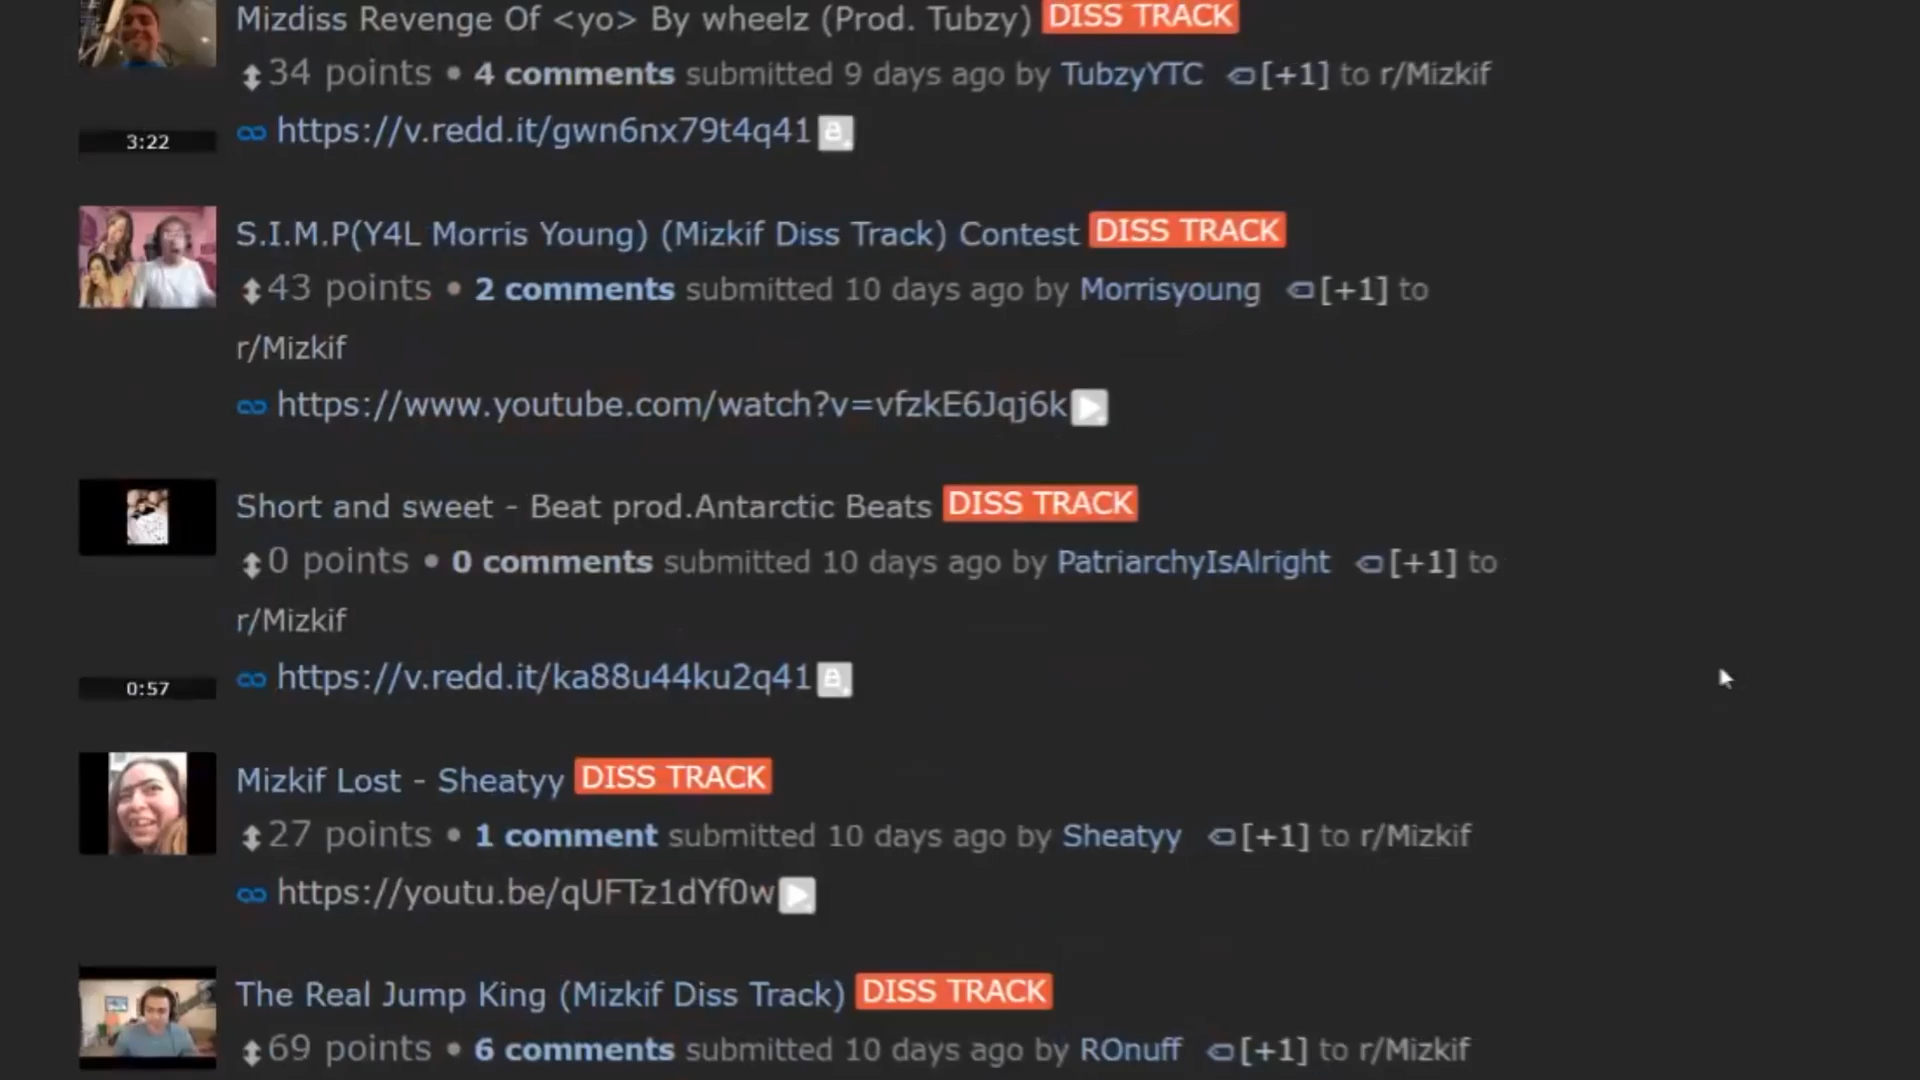 Mizdiss Revenge Of <yo> By wheelz (Prod. Tubzy) DISS TRACK
34 points • 4 comments submitted 9 days ago by TubzyYTC [+1] to r/Mizkif
3:22 https://v.redd.it/gwn6nx79t4q41
S.I.M.P(Y4L Morris Young) (Mizkif Diss Track) Contest DISS TRACK
43 points • 2 comments submitted 10 days ago by Morrisyoung [+1] to
r/Mizkif
https://www.youtube.com/watch?v=vfzkE6Jqj6k
Short and sweet - Beat prod.Antarctic Beats DISS TRACK
0 points • 0 comments submitted 10 days ago by PatriarchyIsAlright [+1] to
r/Mizkif
0:57 https://v.redd.it/ka88u44ku2q41
Mizkif Lost - Sheatyy DISS TRACK
27 points • 1 comment submitted 10 days ago by Sheatyy [+1] to r/Mizkif
https://youtu.be/qUFTz1dYf0w
The Real Jump King (Mizkif Diss Track) DISS TRACK
69 points • 6 comments submitted 10 days ago by ROnuff [+1] to r/Mizkif